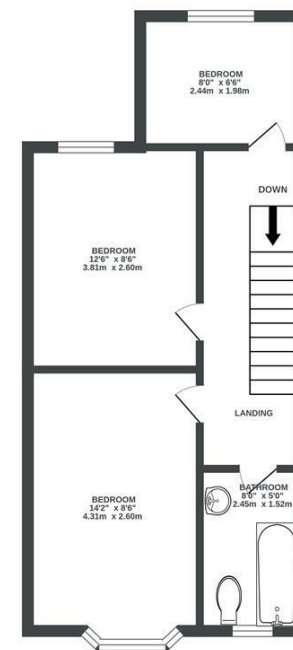 BEDROOM
8'0" x 6'6"
2.44m x 1.98m
DOWN
BEDROOM
12'6" x 8'6"
3.81m x 2.60m
LANDING
BEDROOM
14'2" x 8'6"
4.31m x 2.60m
BATHROOM
8'0" x 5'0"
2.45m x 1.52m